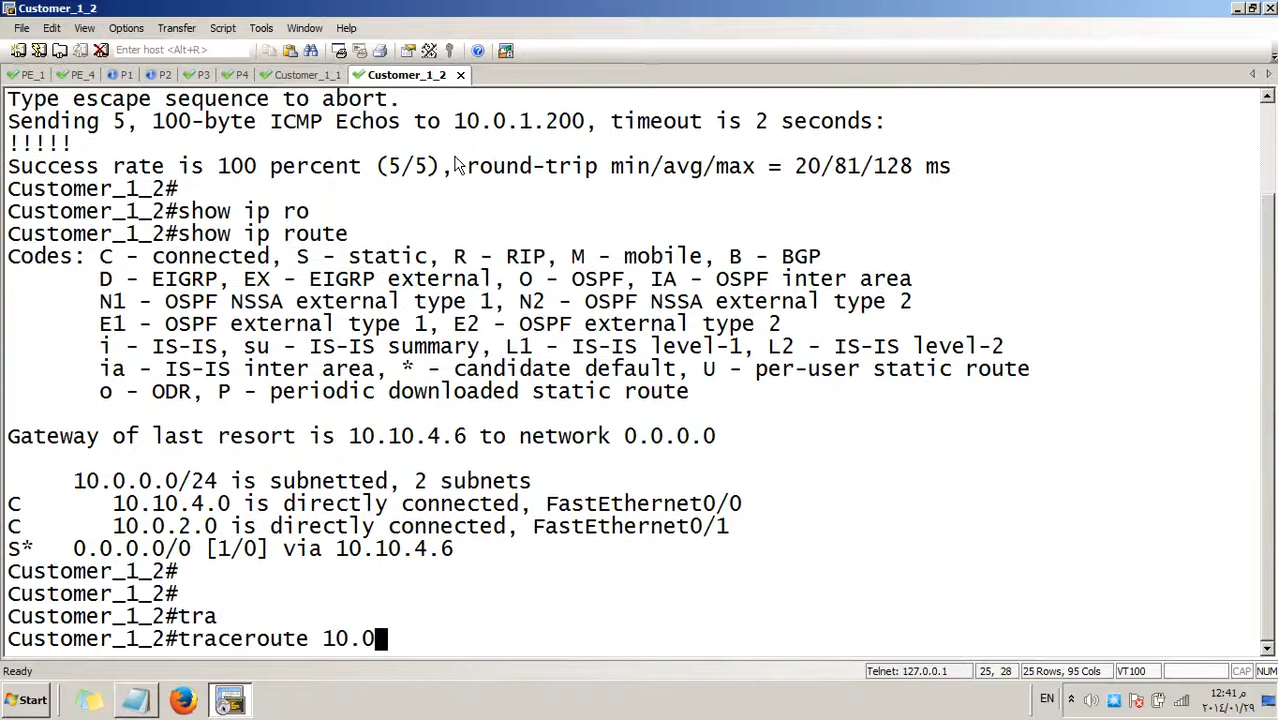 Customer_1_2
File Edit View Options Transfer Script Tools Window Help
Enter host <Alt+R>
PE_1 PE_4 P1 P2 P3 P4 Customer_1_1 Customer_1_2
Type escape sequence to abort.
Sending 5, 100-byte ICMP Echos to 10.0.1.200, timeout is 2 seconds:
!!!!!
Success rate is 100 percent (5/5), round-trip min/avg/max = 20/81/128 ms
Customer_1_2#
Customer_1_2#show ip ro
Customer_1_2#show ip route
Codes: C - connected, S - static, R - RIP, M - mobile, B - BGP
D - EIGRP, EX - EIGRP external, O - OSPF, IA - OSPF inter area
N1 - OSPF NSSA external type 1, N2 - OSPF NSSA external type 2
E1 - OSPF external type 1, E2 - OSPF external type 2
i - IS-IS, su - IS-IS summary, L1 - IS-IS level-1, L2 - IS-IS level-2
ia - IS-IS inter area, * - candidate default, U - per-user static route
o - ODR, P - periodic downloaded static route
Gateway of last resort is 10.10.4.6 to network 0.0.0.0
10.0.0.0/24 is subnetted, 2 subnets
C 10.10.4.0 is directly connected, FastEthernet0/0
C 10.0.2.0 is directly connected, FastEthernet0/1
S* 0.0.0.0/0 [1/0] via 10.10.4.6
Customer_1_2#
Customer_1_2#
Customer_1_2#tra
Customer_1_2#traceroute 10.0
Ready Telnet: 127.0.0.1 25, 28 25 Rows, 95 Cols VT100 CAP NUM
Start EN 12:41 م
٢٠١٤/٠١/٢٩